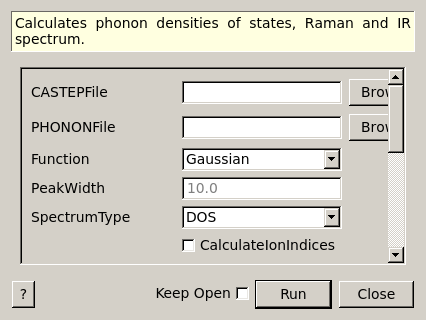 Calculates phonon densities of states, Raman and IR
spectrum.
CASTEPFile
Brow
PHONONFile
Brow
Function Gaussian
PeakWidth 10.0
SpectrumType DOS
CalculateIonIndices
? Keep Open Run Close